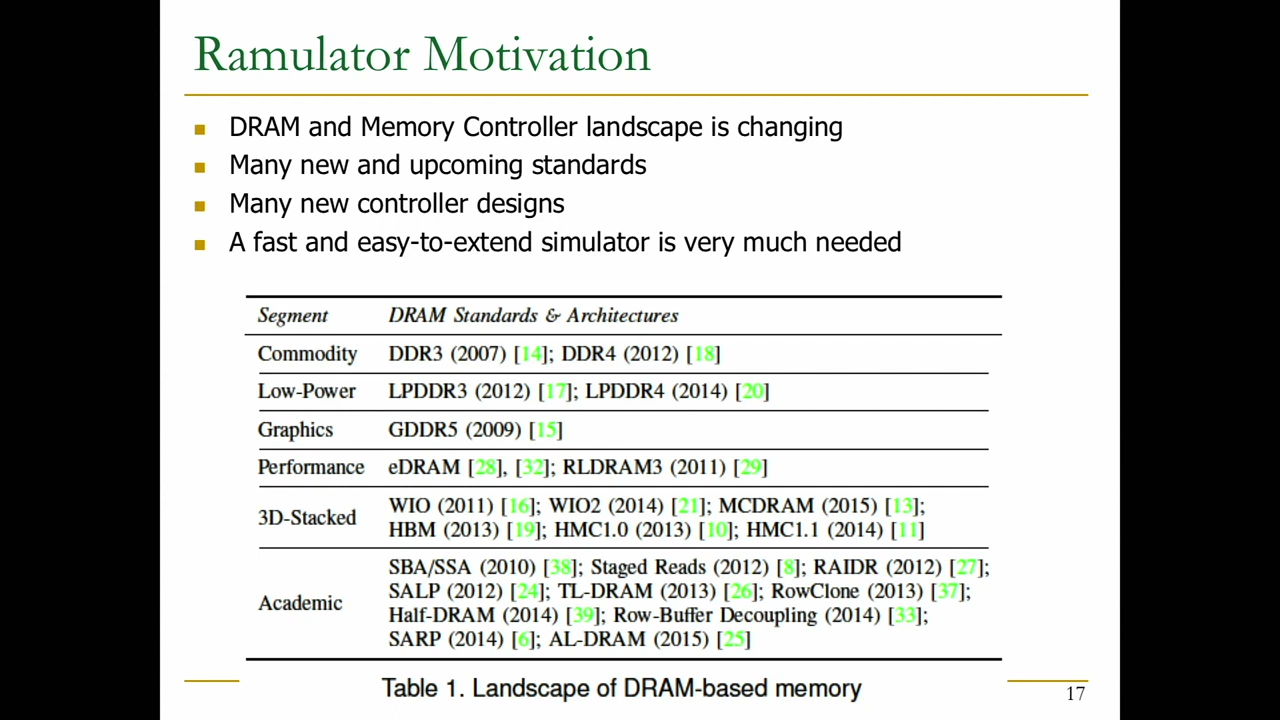 Ramulator Motivation
DRAM and Memory Controller landscape is changing
Many new and upcoming standards
Many new controller designs
A fast and easy-to-extend simulator is very much needed
Segment DRAM Standards & Architectures
Commodity DDR3 (2007) [14]; DDR4 (2012) [18]
Low-Power LPDDR3 (2012) [17]; LPDDR4 (2014) [20]
Graphics GDDR5 (2009) [15]
Performance eDRAM [28], [32]; RLDRAM3 (2011) [29]
3D-Stacked WIO (2011) [16]; WIO2 (2014) [21]; MCDRAM (2015) [13];
HBM (2013) [19]; HMC1.0 (2013) [10]; HMC1.1 (2014) [11]
Academic SBA/SSA (2010) [38]; Staged Reads (2012) [8]; RAIDR (2012) [27];
SALP (2012) [24]; TL-DRAM (2013) [26]; RowClone (2013) [37];
Half-DRAM (2014) [39]; Row-Buffer Decoupling (2014) [33];
SARP (2014) [6]; AL-DRAM (2015) [25]
Table 1. Landscape of DRAM-based memory
17